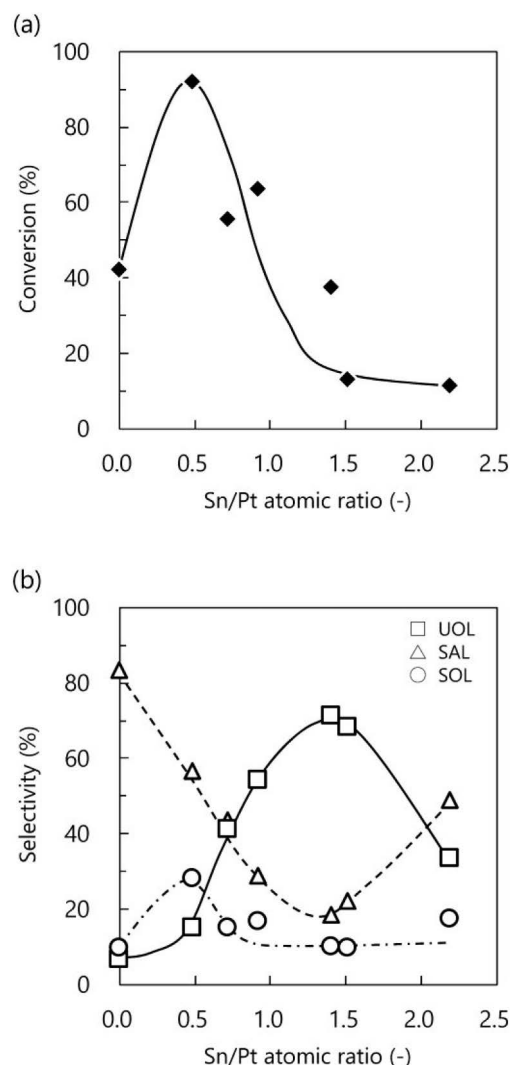 (a)
100
80
60
40
20
0
Conversion (%)
0.0 0.5 1.0 1.5 2.0 2.5
Sn/Pt atomic ratio (-)
(b)
100
80
60
40
20
0
Selectivity (%)
UOL
SAL
SOL
0.0 0.5 1.0 1.5 2.0 2.5
Sn/Pt atomic ratio (-)